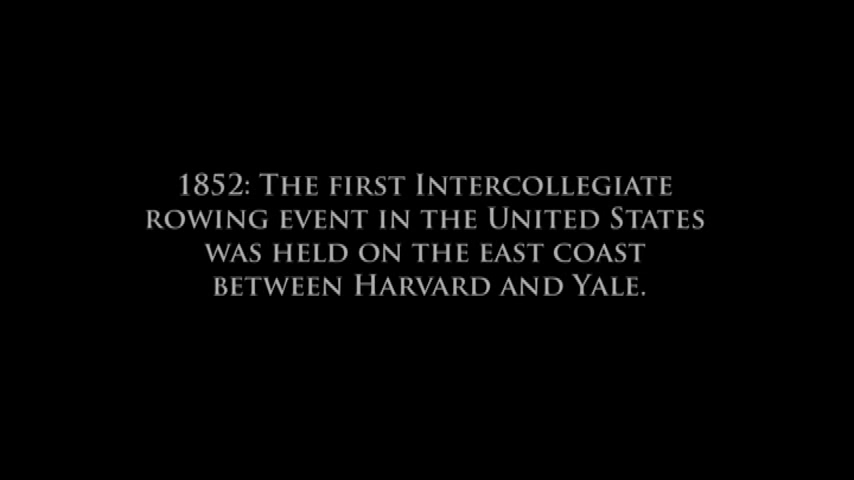 1852: The first Intercollegiate
rowing event in the United States
was held on the east coast
between Harvard and Yale.